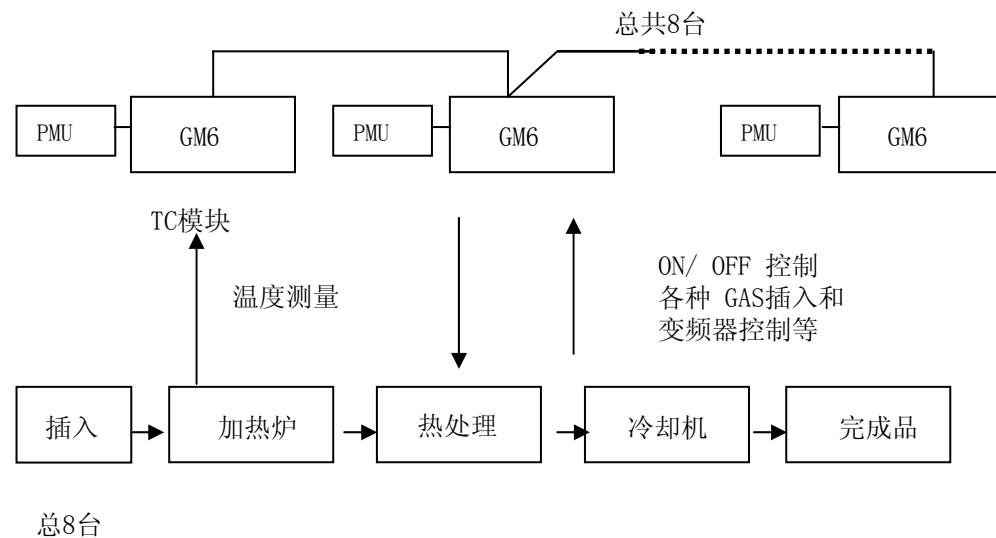 总共8台
PMU
GM6
PMU
GM6
PMU
GM6
TC模块
温度测量
ON/ OFF 控制
各种 GAS插入和
变频器控制等
插入
加热炉
热处理
冷却机
完成品
总8台